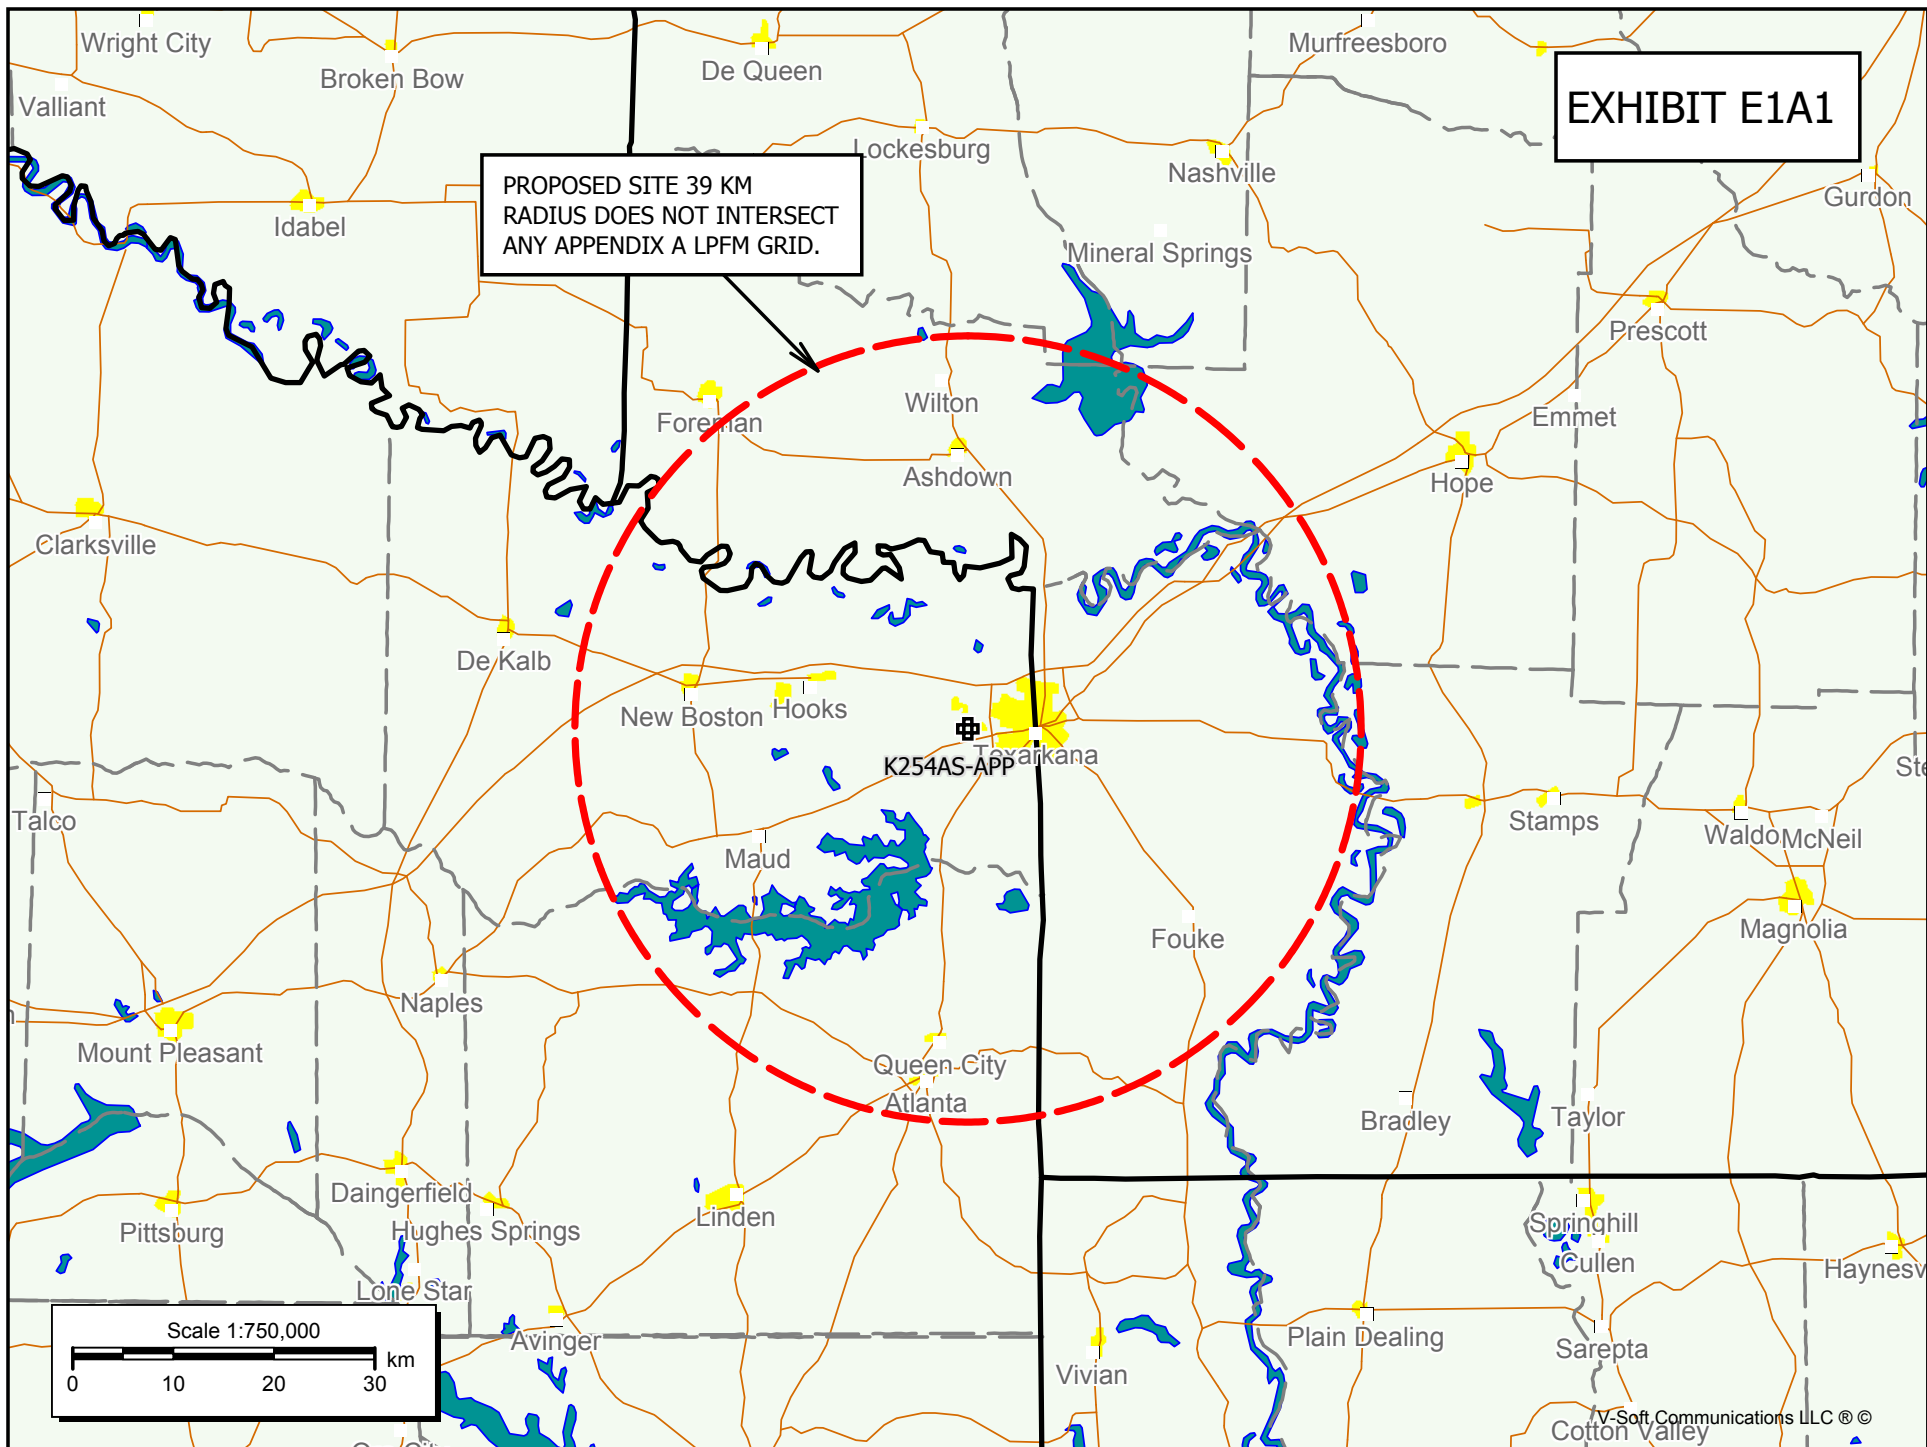 Wright City
Broken Bow
De Queen
Murfreesboro
EXHIBIT E1A1
Valliant
Lockesburg
Nashville
Gurdon
PROPOSED SITE 39 KM
RADIUS DOES NOT INTERSECT
ANY APPENDIX A LPFM GRID.
Idabel
Mineral Springs
Prescott
Foreman
Wilton
Emmet
Ashdown
Hope
Clarksville
De Kalb
New Boston
Hooks
Texarkana
K254AS-APP
Ste
Talco
Maud
Stamps
Waldo
McNeil
Fouke
Magnolia
Naples
Mount Pleasant
Queen City
Atlanta
Bradley
Taylor
Daingerfield
Hughes Springs
Linden
Pittsburg
Springhill
Cullen
Haynesv
Lone Star
Scale 1:750,000
km
0 10 20 30
Avinger
Plain Dealing
Sarepta
Vivian
V-Soft Communications LLC ® ©
Cotton Valley